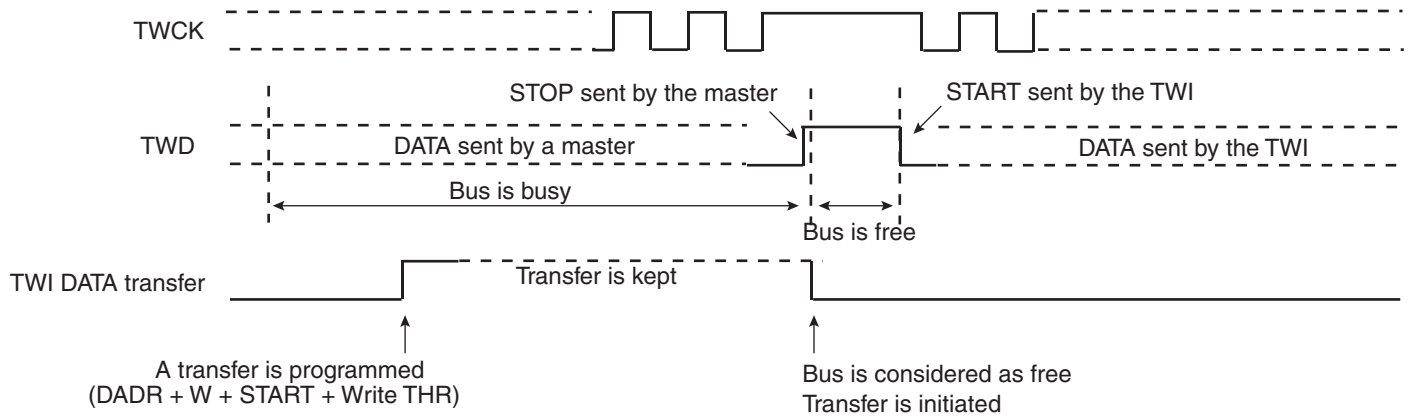 TWCK
STOP sent by the master
START sent by the TWI
TWD
DATA sent by a master
DATA sent by the TWI
Bus is busy
Bus is free
TWI DATA transfer
Transfer is kept
A transfer is programmed
(DADR + W + START + Write THR)
Bus is considered as free
Transfer is initiated